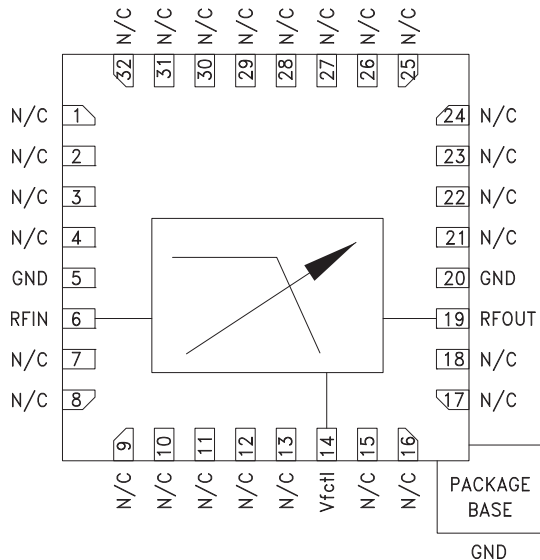 N/C N/C N/C N/C N/C N/C N/C N/C
32 31 30 29 28 27 26 25
N/C 1 24 N/C
N/C 2 23 N/C
N/C 3 22 N/C
N/C 4 21 N/C
GND 5 20 GND
RFIN 6 19 RFOUT
N/C 7 18 N/C
N/C 8 17 N/C
9 10 11 12 13 14 15 16
N/C N/C N/C N/C N/C Vfctl N/C N/C
PACKAGE
BASE
GND